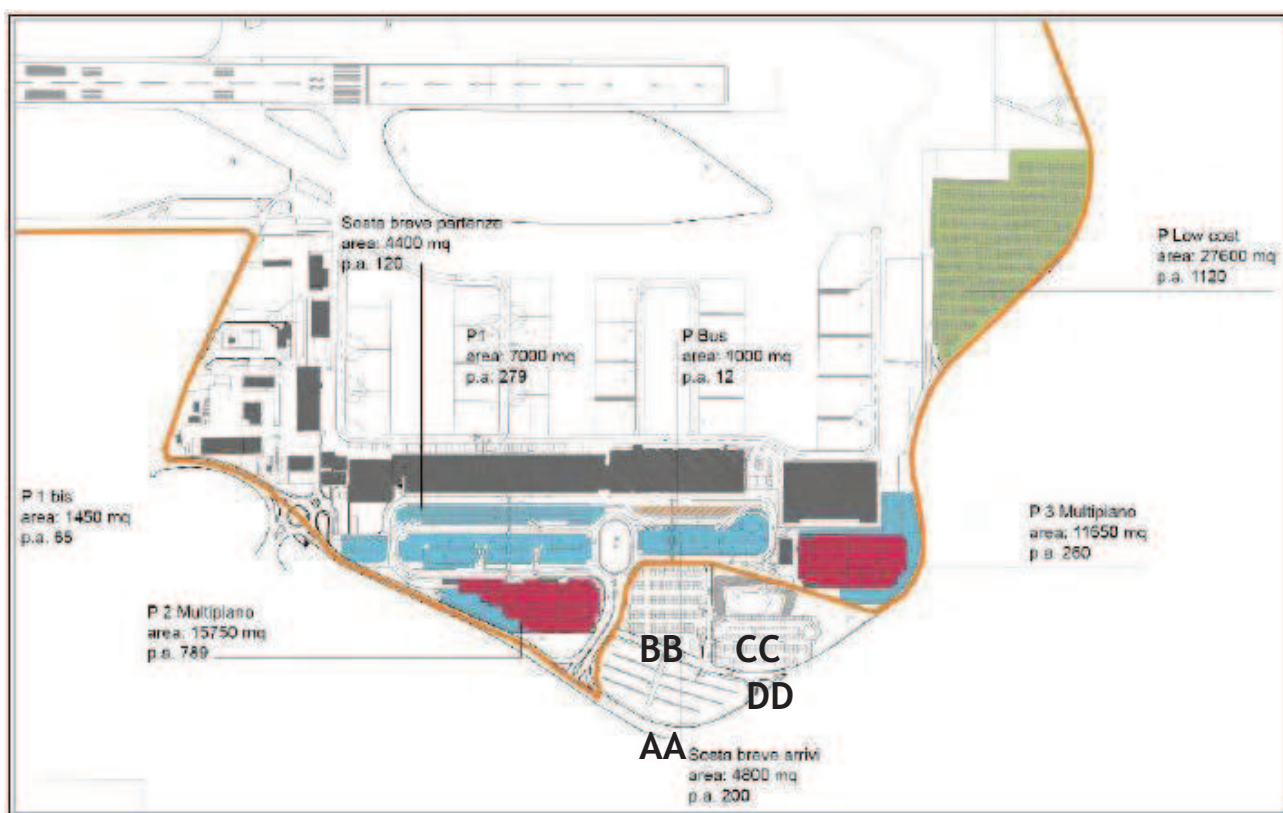 Sosta breve partenze
area: 4400 mq
p.a. 120
P Low cost
area: 27600 mq
p.a. 1120
P1
area: 7000 mq
p.a. 279
P Bus
area: 1000 mq
p.a. 12
P 1 bis
area: 1450 mq
p.a. 65
P 3 Multipiano
area: 11650 mq
p.a. 260
P 2 Multipiano
area: 15750 mq
p.a. 789
BB
CC
DD
AA
Sosta breve arrivi
area: 4800 mq
p.a. 200